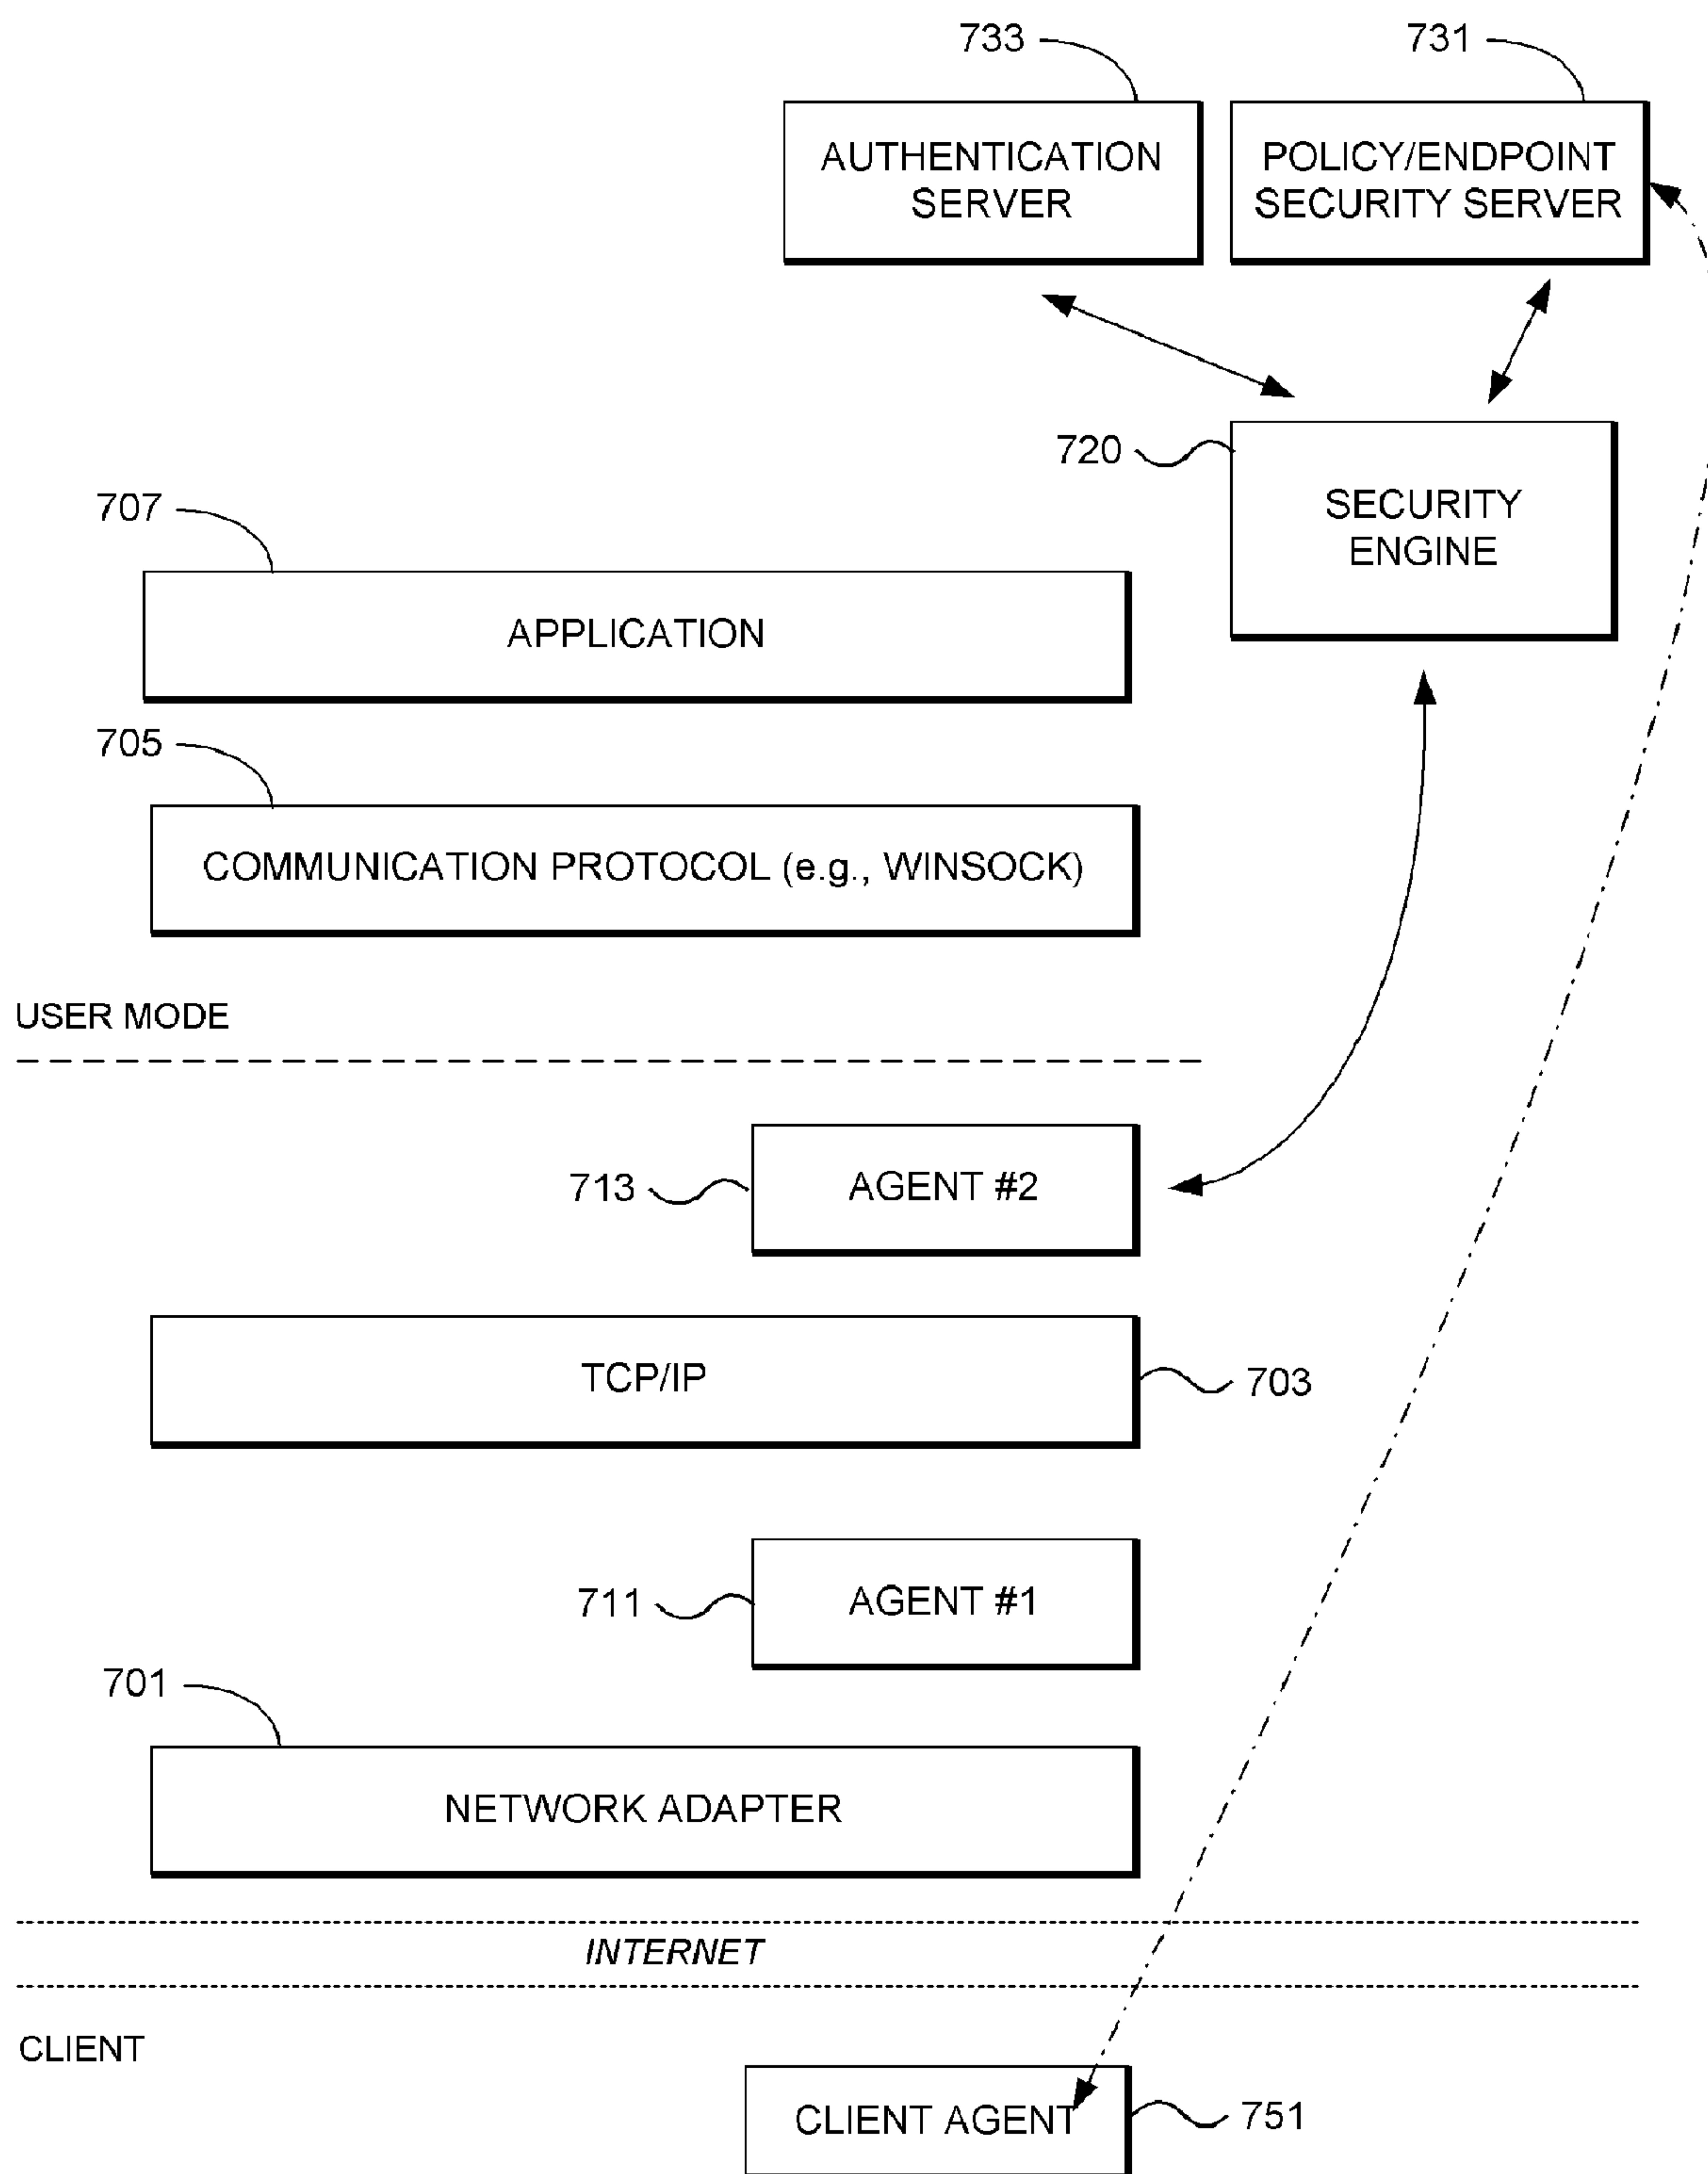 733
731
AUTHENTICATION
SERVER
POLICY/ENDPOINT
SECURITY SERVER
720
SECURITY
ENGINE
707
APPLICATION
705
COMMUNICATION PROTOCOL (e.g., WINSOCK)
USER MODE
713
AGENT #2
TCP/IP
703
711
AGENT #1
701
NETWORK ADAPTER
INTERNET
CLIENT
CLIENT AGENT
751